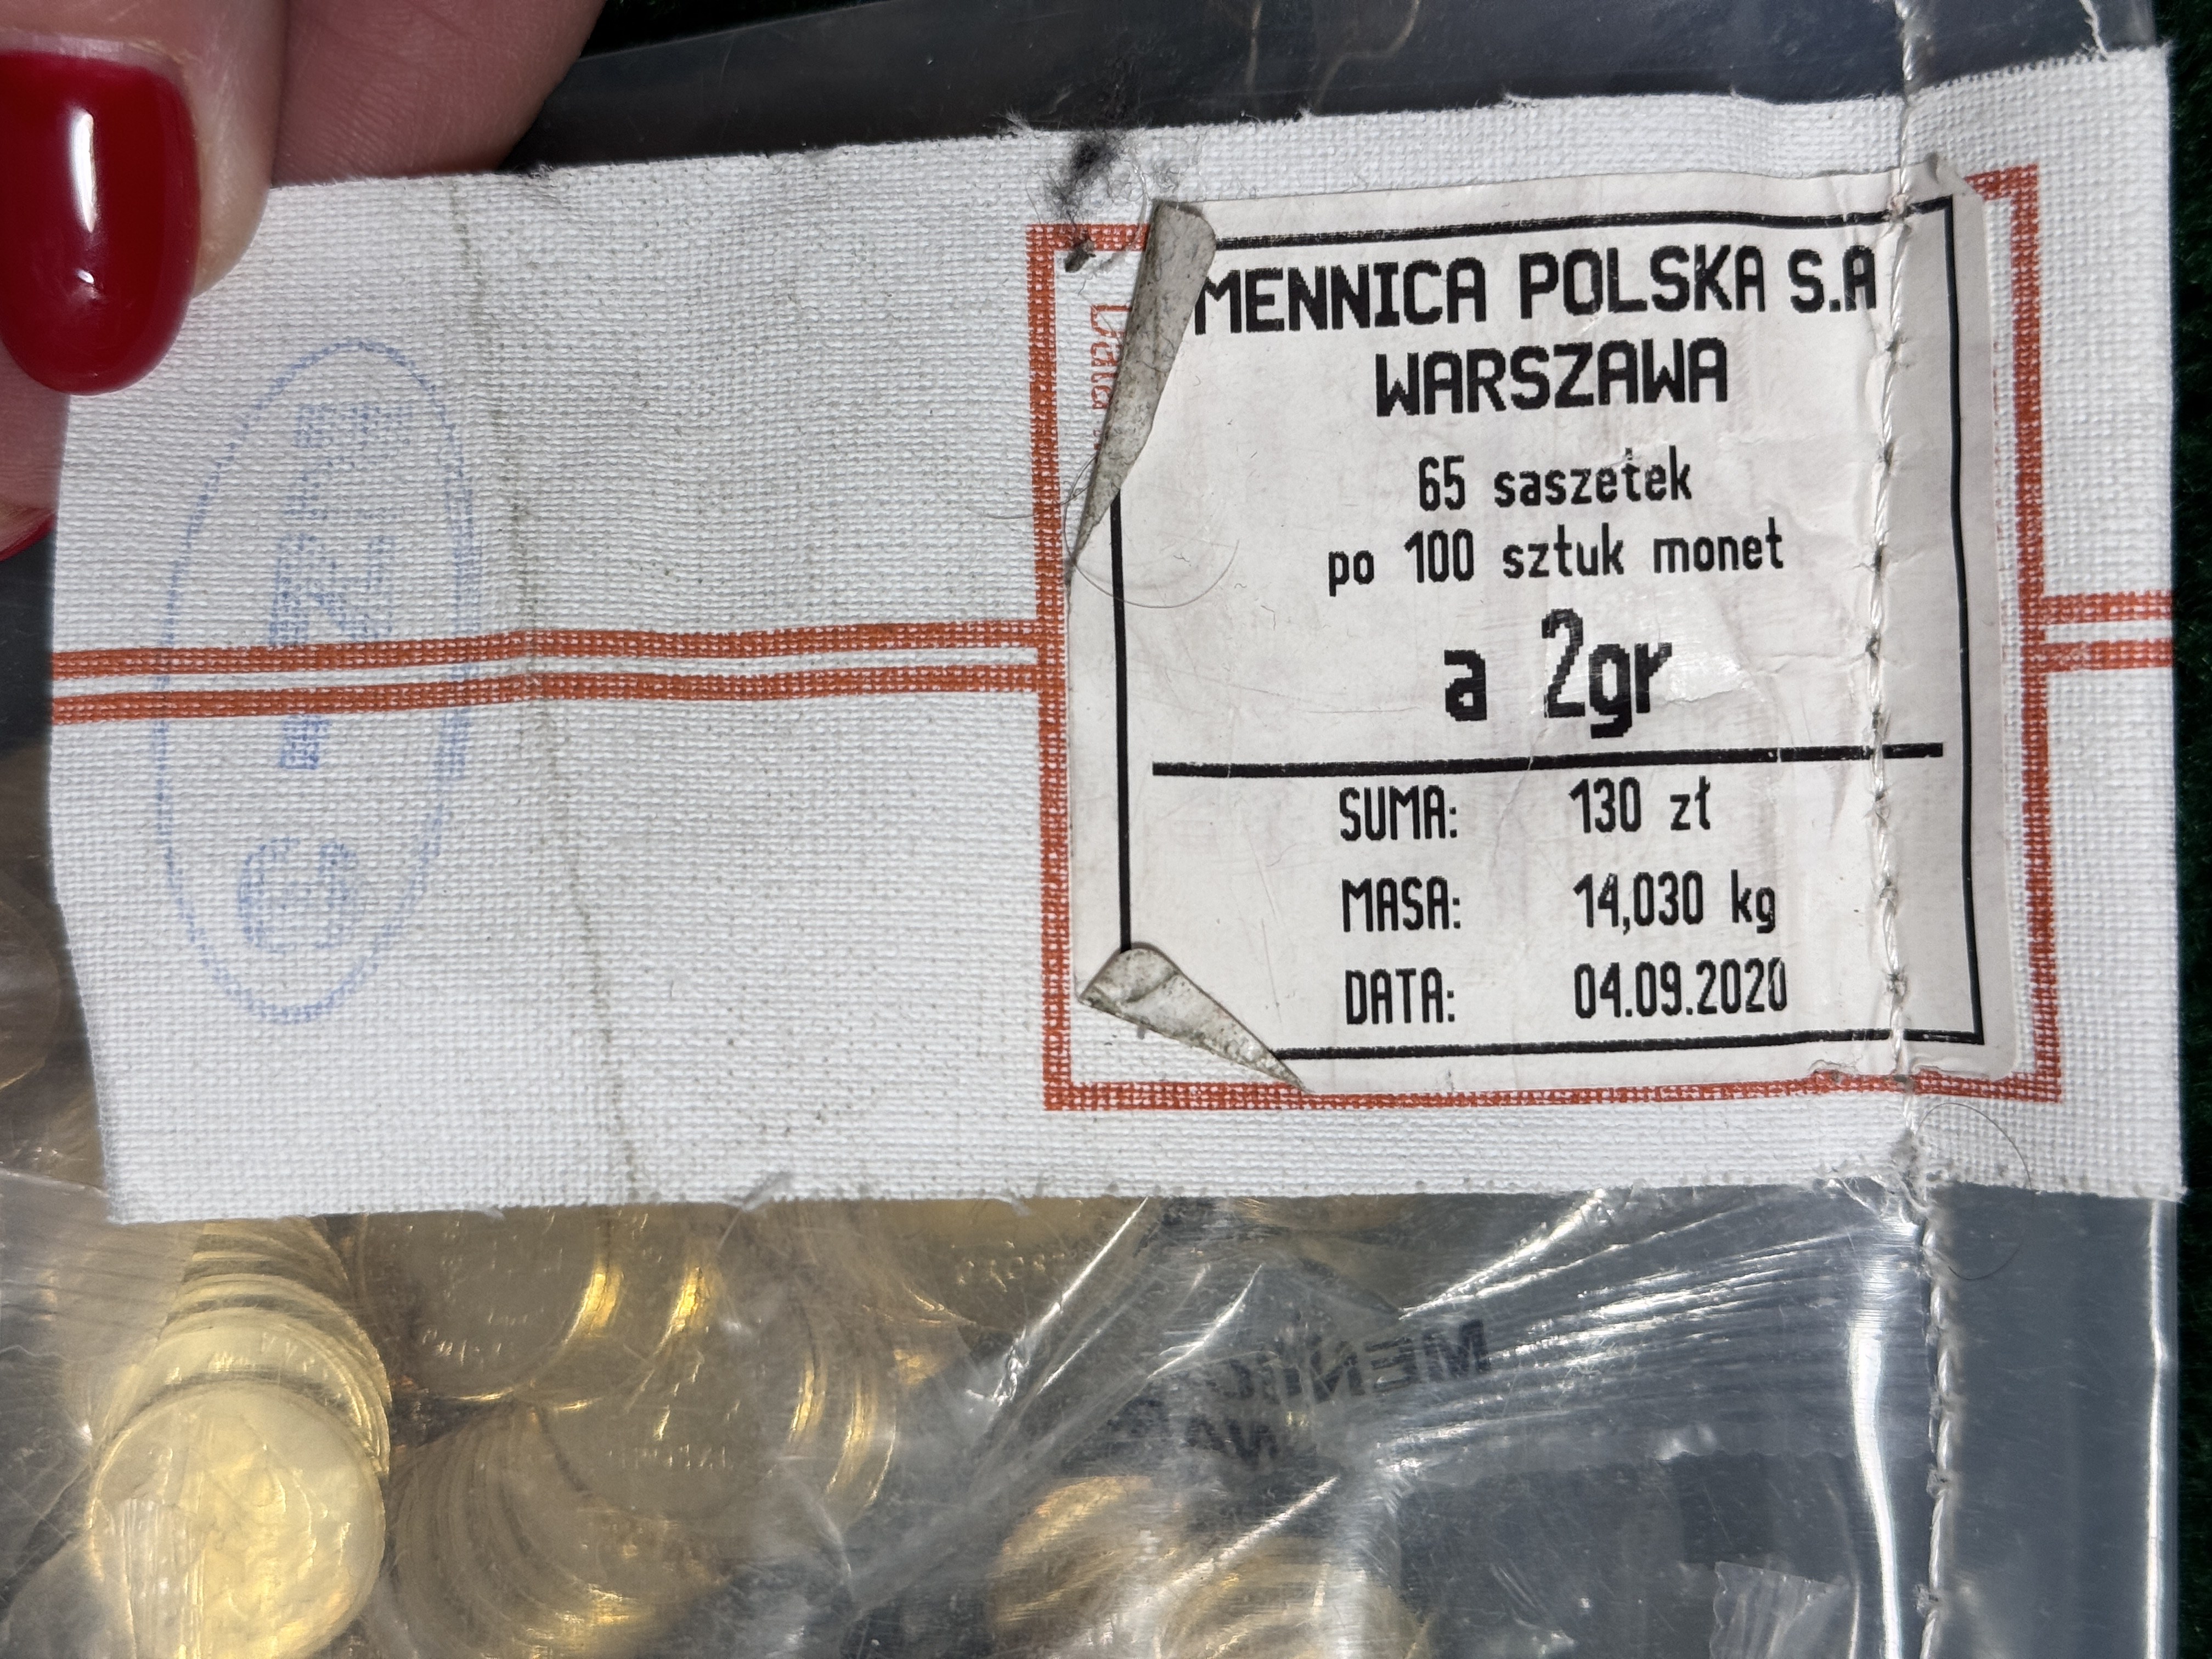 MENNICA POLSKA S.A
WARSZAWA
65 saszetek
po 100 sztuk monet
a 2gr
SUMA: 130 zł
MASA: 14,030 kg
DATA: 04.09.2020
Data